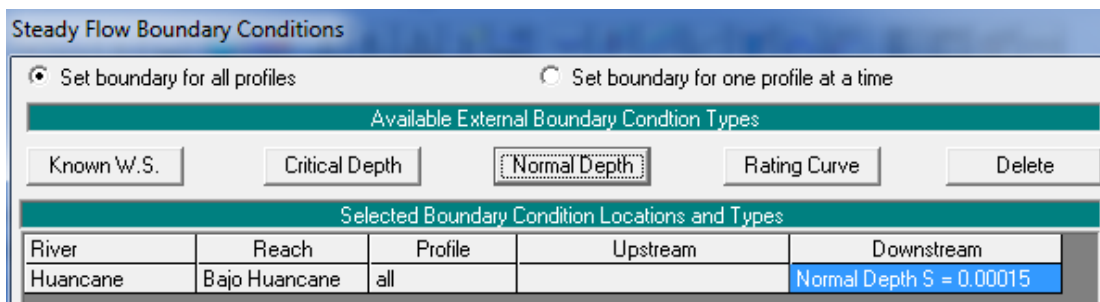 Steady Flow Boundary Conditions
Set boundary for all profiles Set boundary for one profile at a time
Available External Boundary Condtion Types
Known W.S. Critical Depth Normal Depth Rating Curve Delete
Selected Boundary Condition Locations and Types
River Reach Profile Upstream Downstream
Huancane Bajo Huancane all Normal Depth S = 0.00015